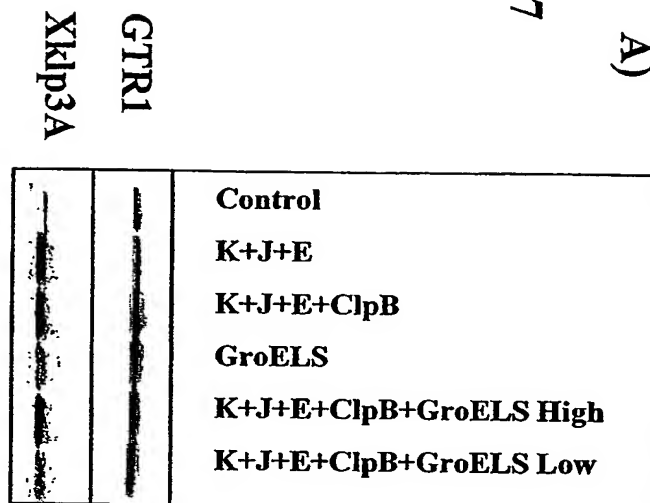 A)
7
GTR1
Xklp3A
Control
K+J+E
K+J+E+ClpB
GroELS
K+J+E+ClpB+GroELS High
K+J+E+ClpB+GroELS Low